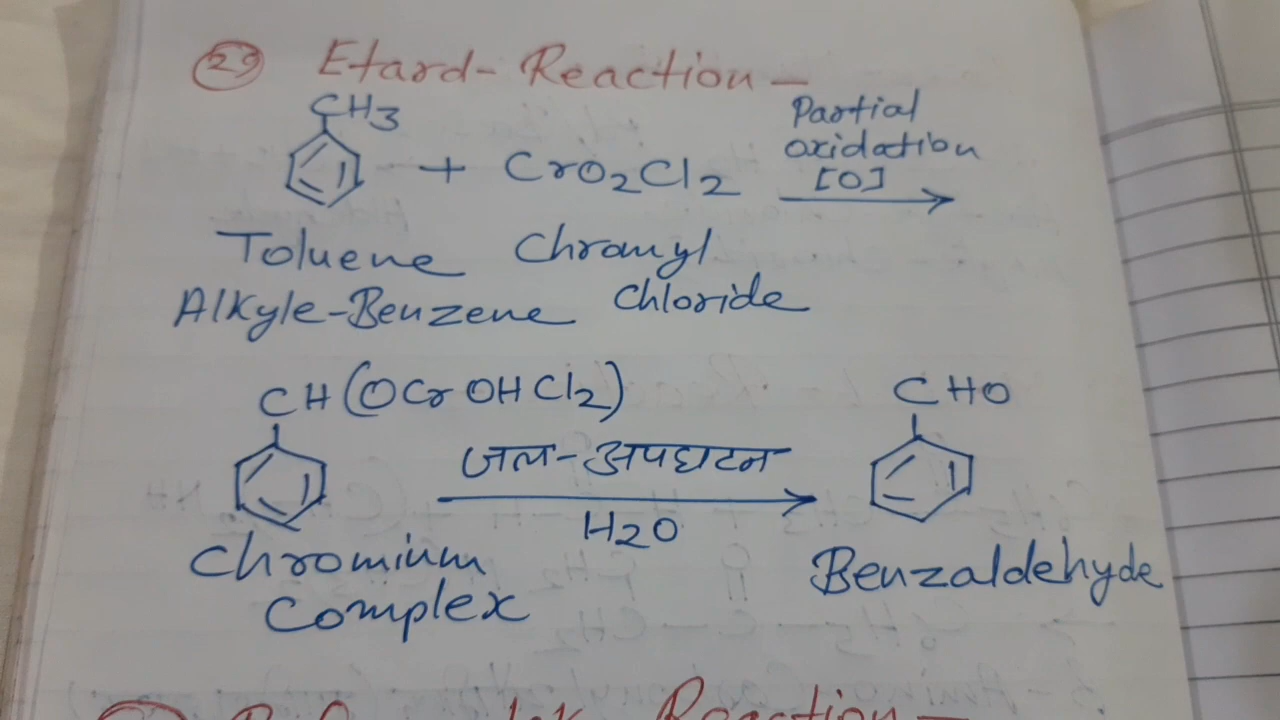 29 Etard-Reaction-
CH3
+ CrO2Cl2
Partial
oxidation
[O]
Toluene Chromyl
Alkyle-Benzene Chloride
CH(OCrOHCl2)
CHO
जल-अपघटन
H2O
Chromium
Complex
Benzaldehyde
Reaction-